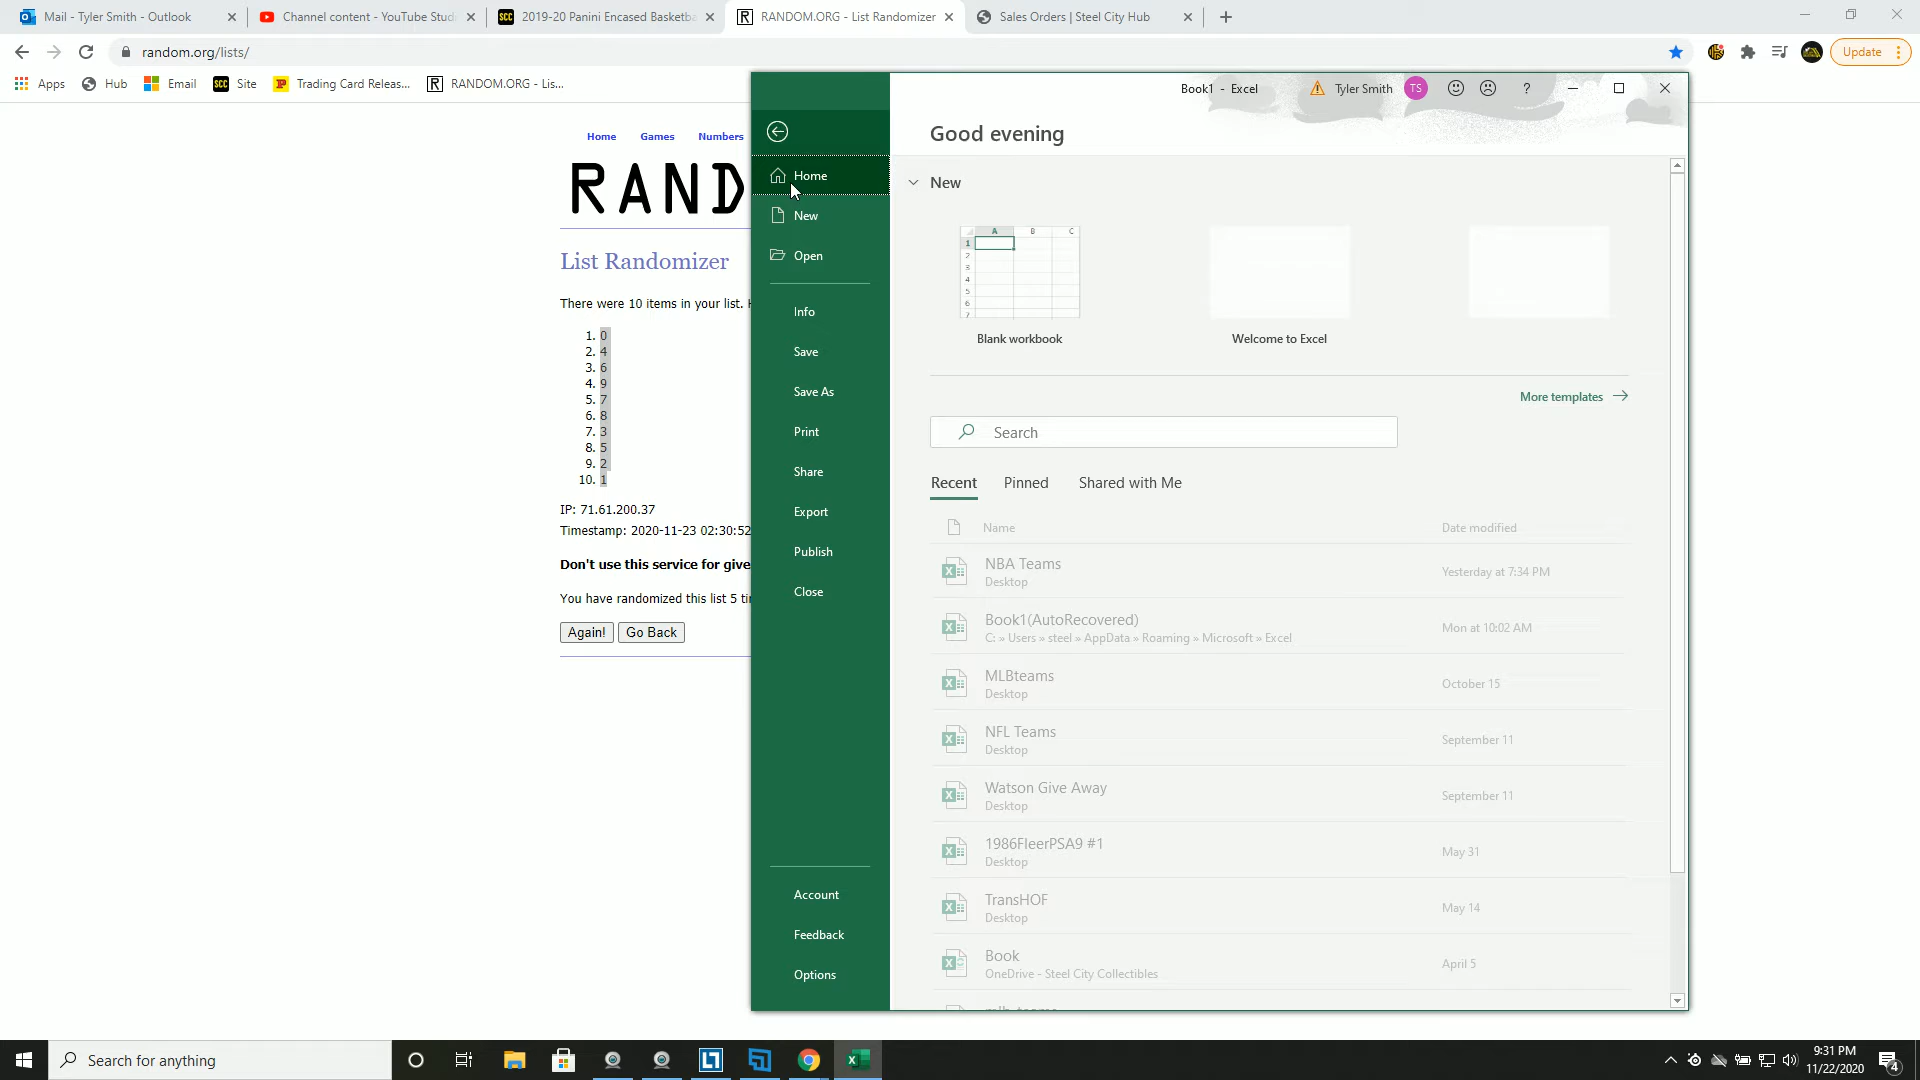 Mail - Tyler Smith - Outlook
Channel content - YouTube Stud
SCC
2019-20 Panini Encased Basketba
R
RANDOM.ORG - List Randomizer
Sales Orders | Steel City Hub
random.org/lists/
Update
Apps
Hub
Email
SCC
Site
Trading Card Releas...
R
RANDOM.ORG - Lis...
Home
Games
Numbers
RAND
List Randomizer
There were 10 items in your list.
1. 0
2. 4
3. 6
4. 9
5. 7
6. 8
7. 3
8. 5
9. 2
10. 1
IP: 71.61.200.37
Timestamp: 2020-11-23 02:30:52
Don't use this service for give
You have randomized this list 5 ti
Again!
Go Back
Book1 - Excel
Tyler Smith
TS
?
Good evening
Home
New
Open
Info
Save
Save As
Print
Share
Export
Publish
Close
Account
Feedback
Options
New
A B C
1
2
3
4
5
6
7
Blank workbook
Welcome to Excel
More templates
Search
Recent
Pinned
Shared with Me
Name
Date modified
NBA Teams
Desktop
Yesterday at 7:34 PM
Book1(AutoRecovered)
C: » Users » steel » AppData » Roaming » Microsoft » Excel
Mon at 10:02 AM
MLBteams
Desktop
October 15
NFL Teams
Desktop
September 11
Watson Give Away
Desktop
September 11
1986FleerPSA9 #1
Desktop
May 31
TransHOF
Desktop
May 14
Book
OneDrive - Steel City Collectibles
April 5
Search for anything
9:31 PM
11/22/2020
4